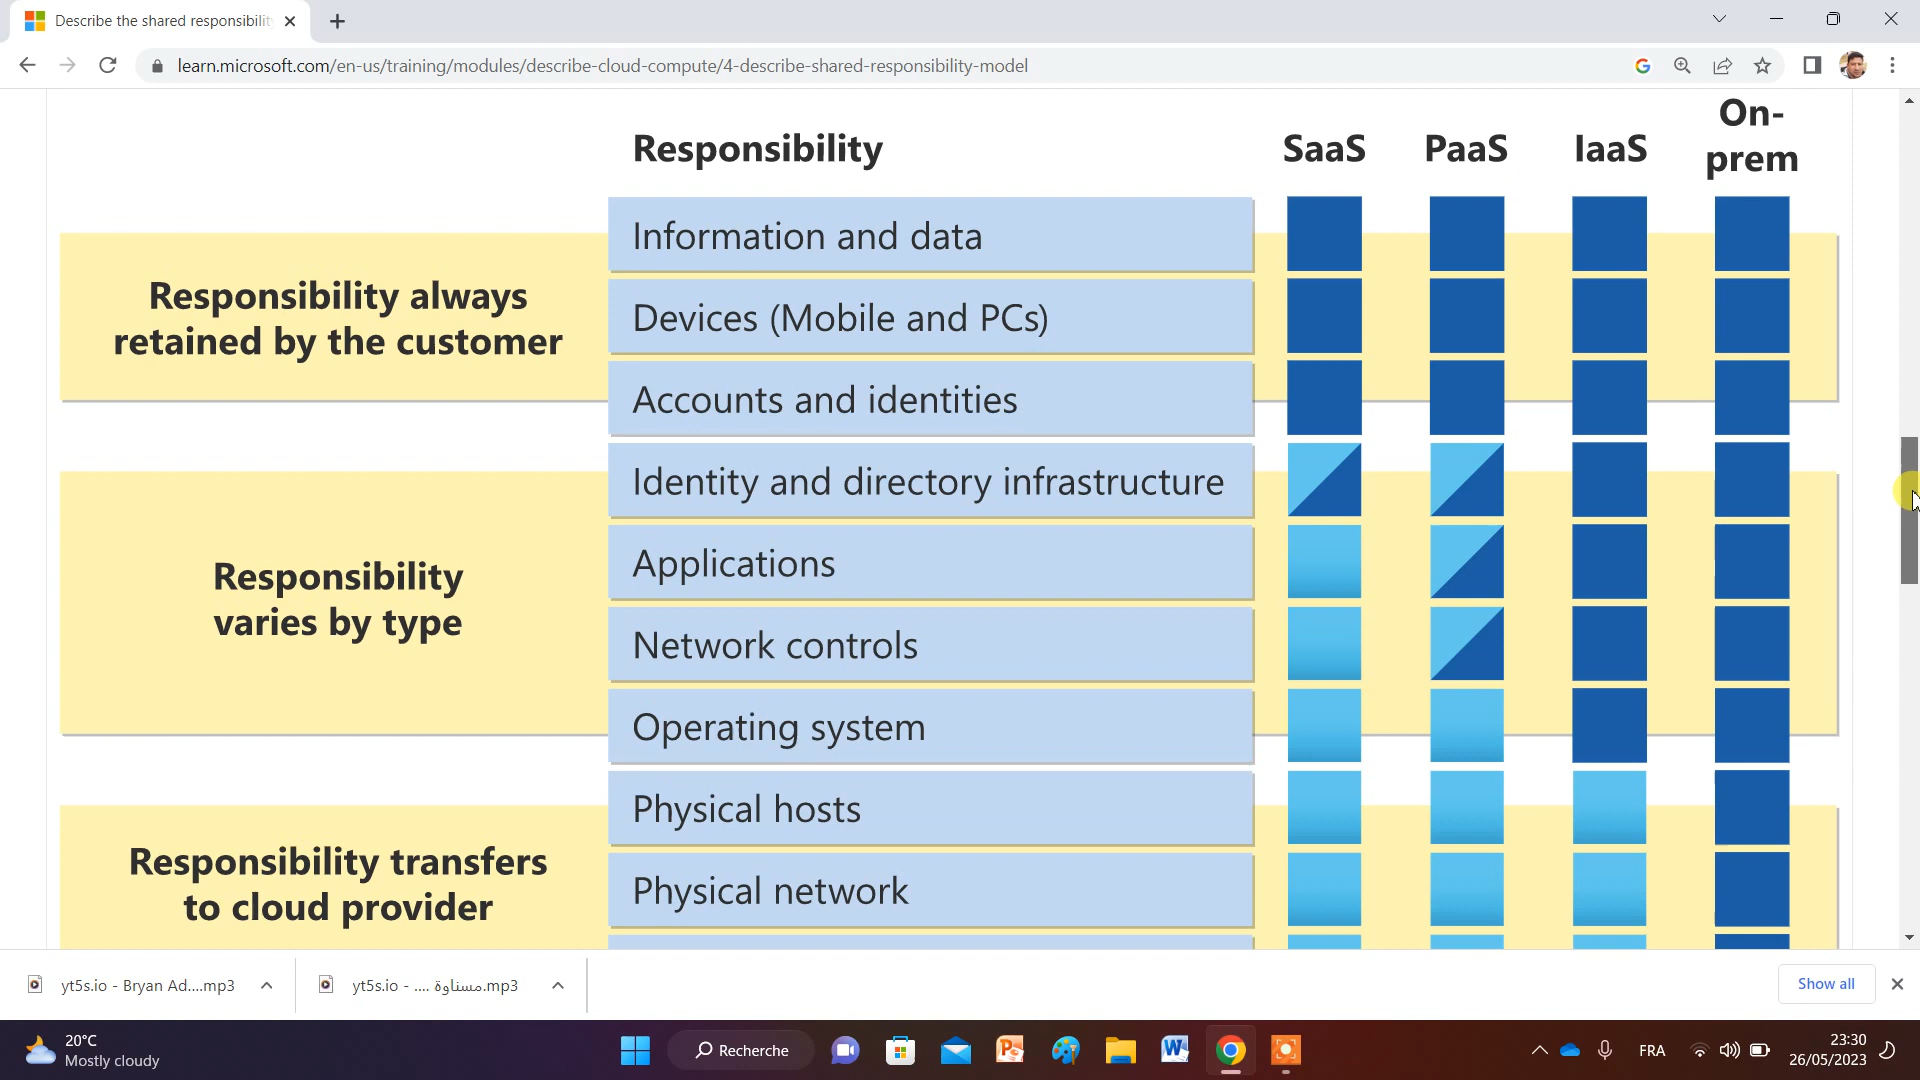 Describe the shared responsibilit
learn.microsoft.com/en-us/training/modules/describe-cloud-compute/4-describe-shared-responsibility-model
Responsibility SaaS PaaS IaaS On-
prem
Responsibility always
retained by the customer
Information and data
Devices (Mobile and PCs)
Accounts and identities
Responsibility
varies by type
Identity and directory infrastructure
Applications
Network controls
Operating system
Responsibility transfers
to cloud provider
Physical hosts
Physical network
yt5s.io - Bryan Ad....mp3
yt5s.io - .... مسناوة.mp3
Show all
20°C
Mostly cloudy
Recherche
FRA
23:30
26/05/2023